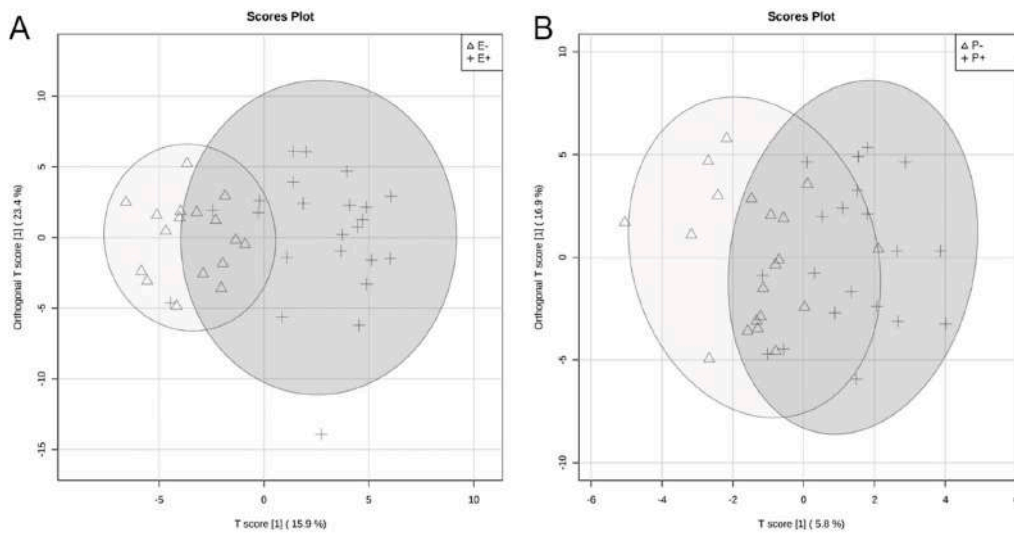 A
Scores Plot
E-
E+
Orthogonal T score [1] ( 23.4 %)
10
5
0
-5
-10
-15
-5
0
5
10
T score [1] ( 15.9 %)
B
Scores Plot
P-
P+
Orthogonal T score [1] ( 16.9 %)
10
5
0
-5
-10
-6
-4
-2
0
2
4
T score [1] ( 5.8 %)